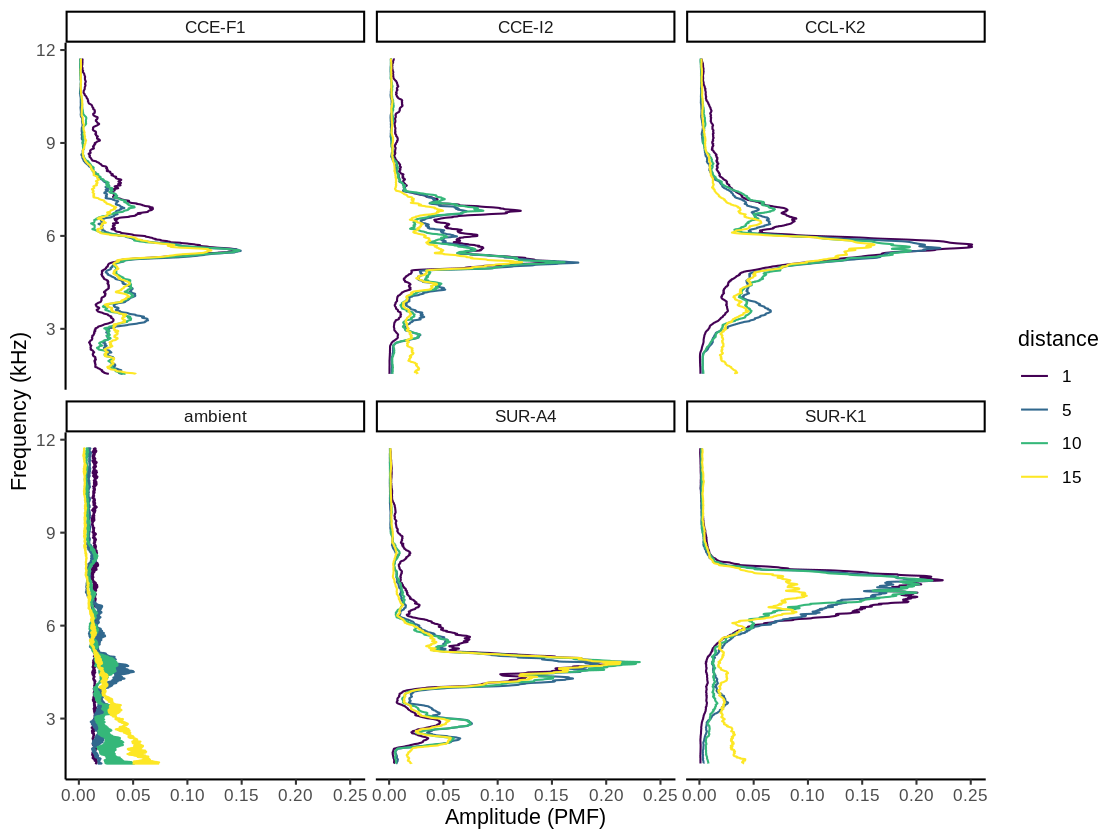 CCE-F1 CCE-I2 CCL-K2
12
9
6
3
ambient SUR-A4 SUR-K1
12
9
6
3
0.00 0.05 0.10 0.15 0.20 0.25 0.00 0.05 0.10 0.15 0.20 0.25 0.00 0.05 0.10 0.15 0.20 0.25
Amplitude (PMF)
Frequency (kHz)
distance
1
5
10
15